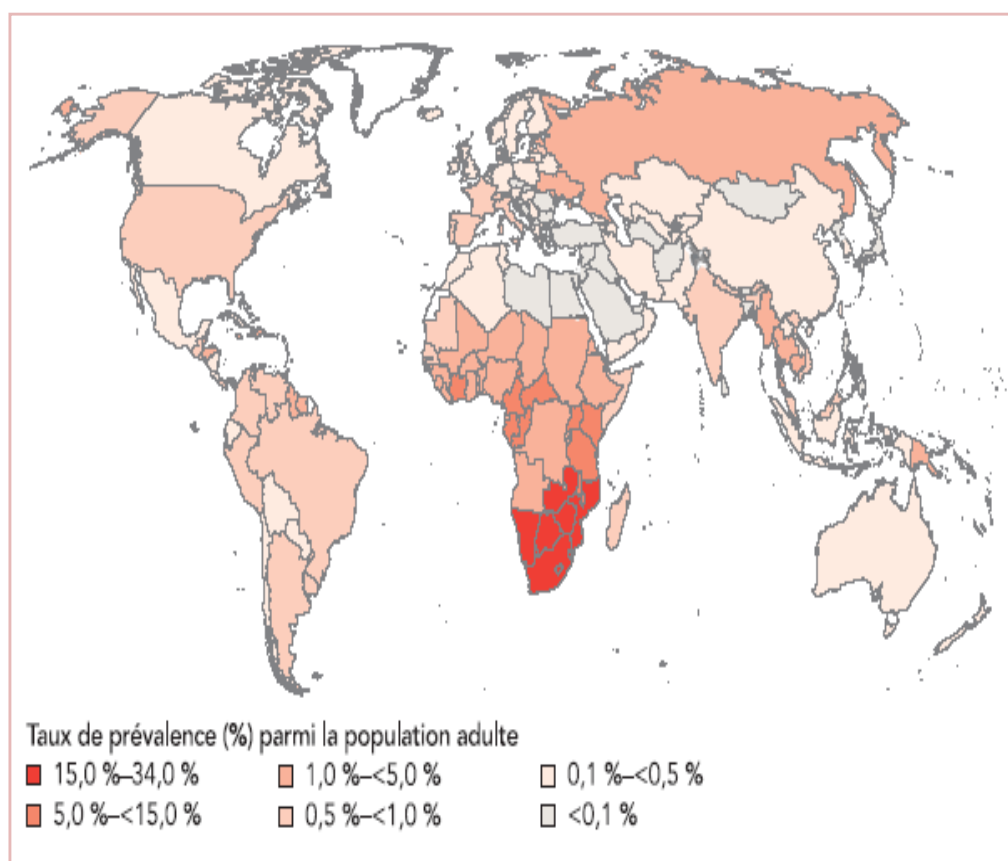 Taux de prévalence (%) parmi la population adulte
15,0 %–34,0 % 1,0 %–<5,0 % 0,1 %–<0,5 %
5,0 %–<15,0 % 0,5 %–<1,0 % <0,1 %